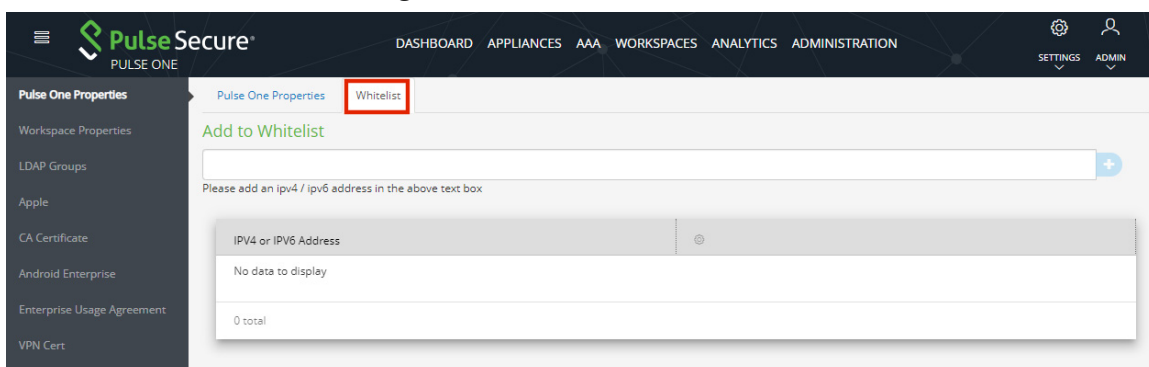 Pulse Secure®
PULSE ONE
DASHBOARD APPLIANCES AAA WORKSPACES ANALYTICS ADMINISTRATION
SETTINGS ADMIN
Pulse One Properties
Workspace Properties
LDAP Groups
Apple
CA Certificate
Android Enterprise
Enterprise Usage Agreement
VPN Cert
Pulse One Properties Whitelist
Add to Whitelist
Please add an ipv4 / ipv6 address in the above text box
IPV4 or IPV6 Address
No data to display
0 total